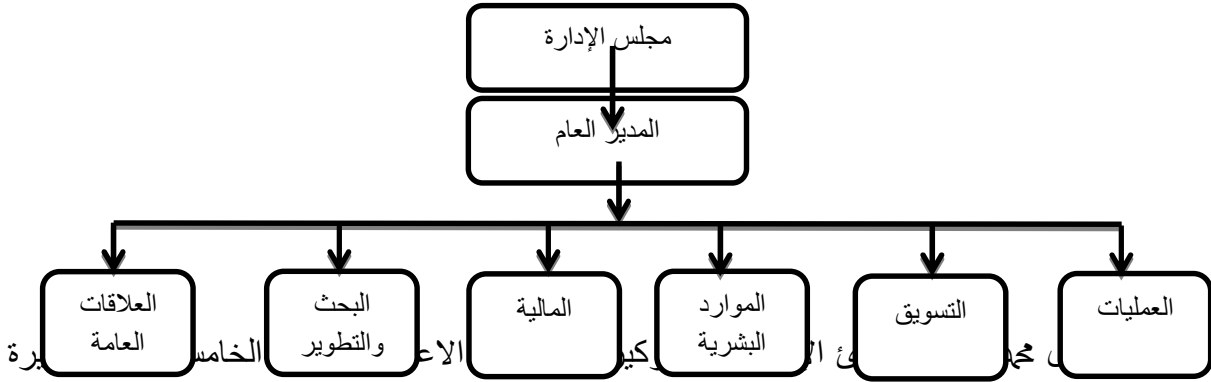 مجلس الإدارة
المدير العام
العمليات
التسويق
الموارد
البشرية
المالية
البحث
والتطوير
العلاقات
العامة